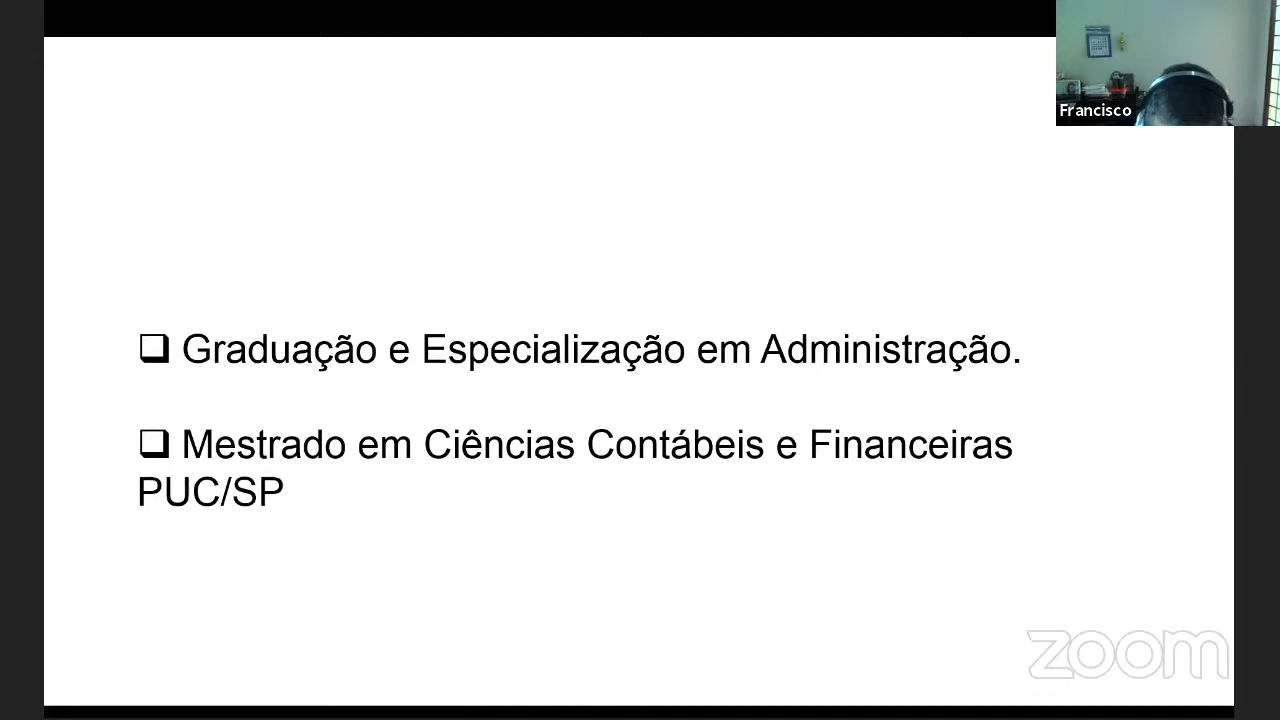 Francisco
❑ Graduação e Especialização em Administração.
❑ Mestrado em Ciências Contábeis e Financeiras
PUC/SP
zoom